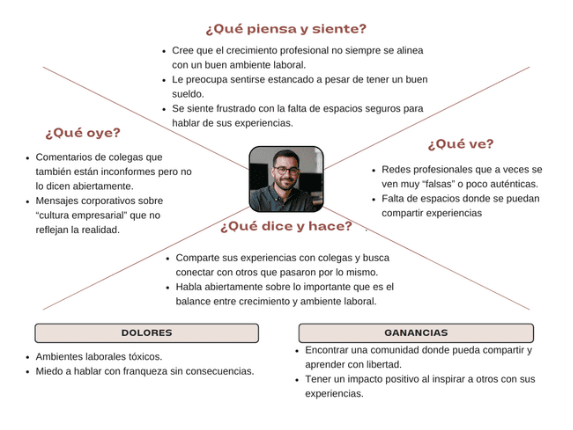 ¿Qué piensa y siente?
• Cree que el crecimiento profesional no siempre se alinea
con un buen ambiente laboral.
• Le preocupa sentirse estancado a pesar de tener un buen
sueldo.
• Se siente frustrado con la falta de espacios seguros para
hablar de sus experiencias.
¿Qué oye?
• Comentarios de colegas que
también están inconformes pero no
lo dicen abiertamente.
• Mensajes corporativos sobre
“cultura empresarial” que no
reflejan la realidad.
¿Qué ve?
• Redes profesionales que a veces se
ven muy “falsas” o poco auténticas.
• Falta de espacios donde se puedan
compartir experiencias
¿Qué dice y hace?
• Comparte sus experiencias con colegas y busca
conectar con otros que pasaron por lo mismo.
• Habla abiertamente sobre lo importante que es el
balance entre crecimiento y ambiente laboral.
DOLORES
• Ambientes laborales tóxicos.
• Miedo a hablar con franqueza sin consecuencias.
GANANCIAS
• Encontrar una comunidad donde pueda compartir y
aprender con libertad.
• Tener un impacto positivo al inspirar a otros con sus
experiencias.